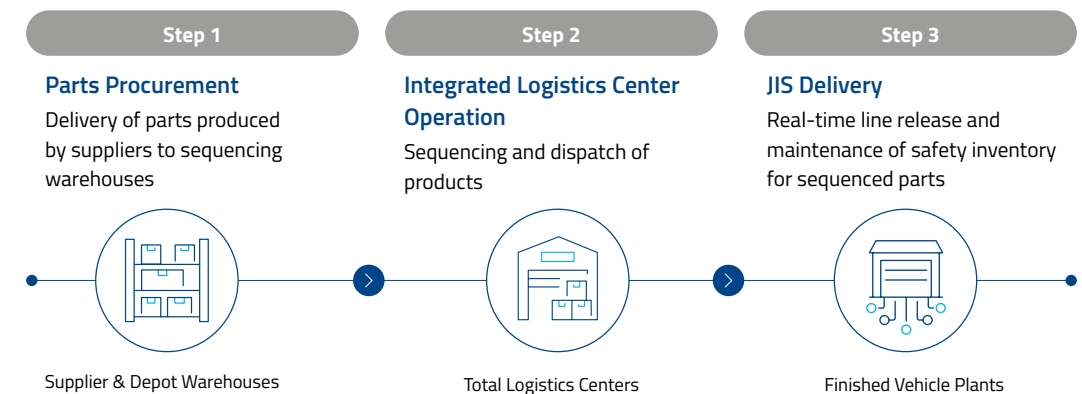 Step 1
Parts Procurement
Delivery of parts produced
by suppliers to sequencing
warehouses
Supplier & Depot Warehouses
Step 2
Integrated Logistics Center
Operation
Sequencing and dispatch of
products
Total Logistics Centers
Step 3
JIS Delivery
Real-time line release and
maintenance of safety inventory
for sequenced parts
Finished Vehicle Plants